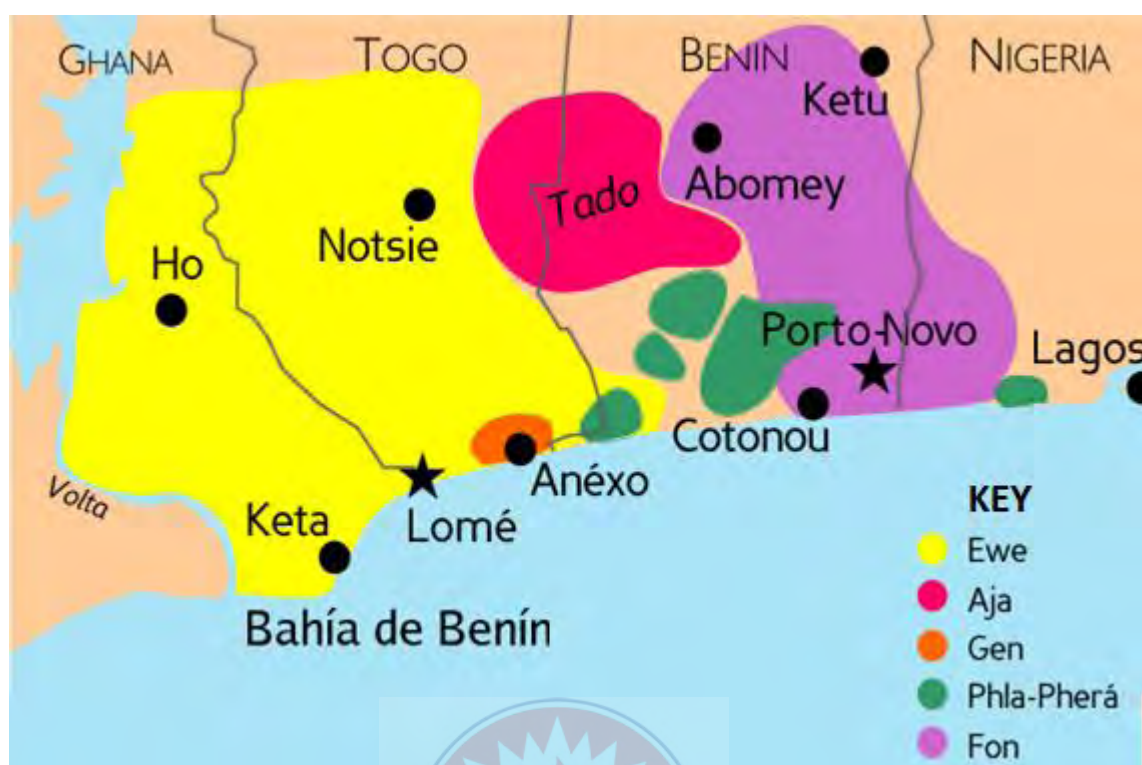 GHANA
TOGO
BENIN
NIGERIA
Ketu
Abomey
Tado
Notsie
Ho
Porto-Novo
Lagos
Cotonou
Anéxo
Volta
Keta
Lomé
Bahía de Benín
KEY
Ewe
Aja
Gen
Phla-Pherá
Fon